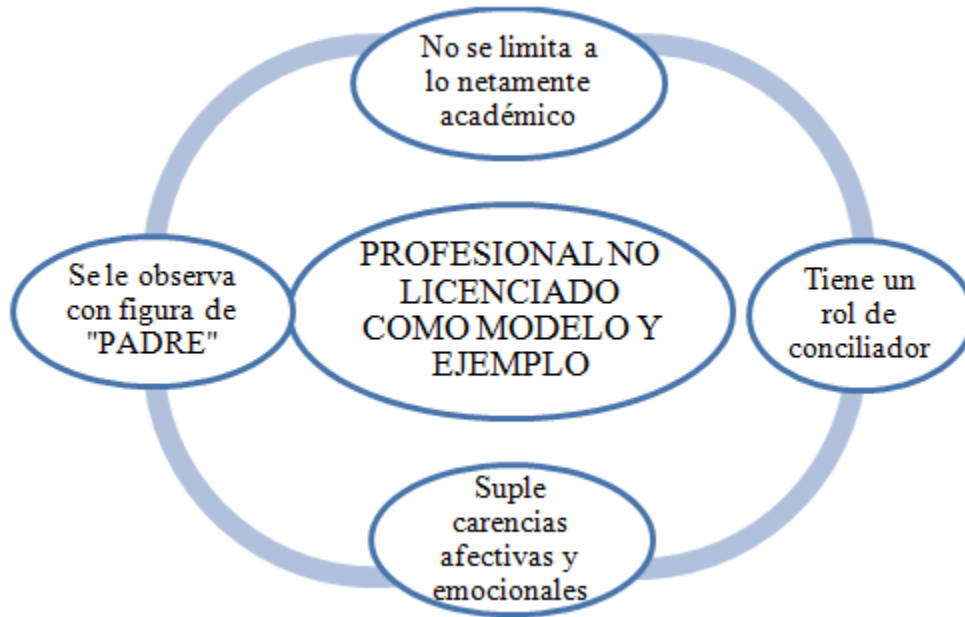 No se limita a
lo netamente
académico
Se le observa
con figura de
"PADRE"
PROFESIONAL NO
LICENCIADO
COMO MODELO Y
EJEMPLO
Tiene un
rol de
conciliador
Suple
carencias
afectivas y
emocionales